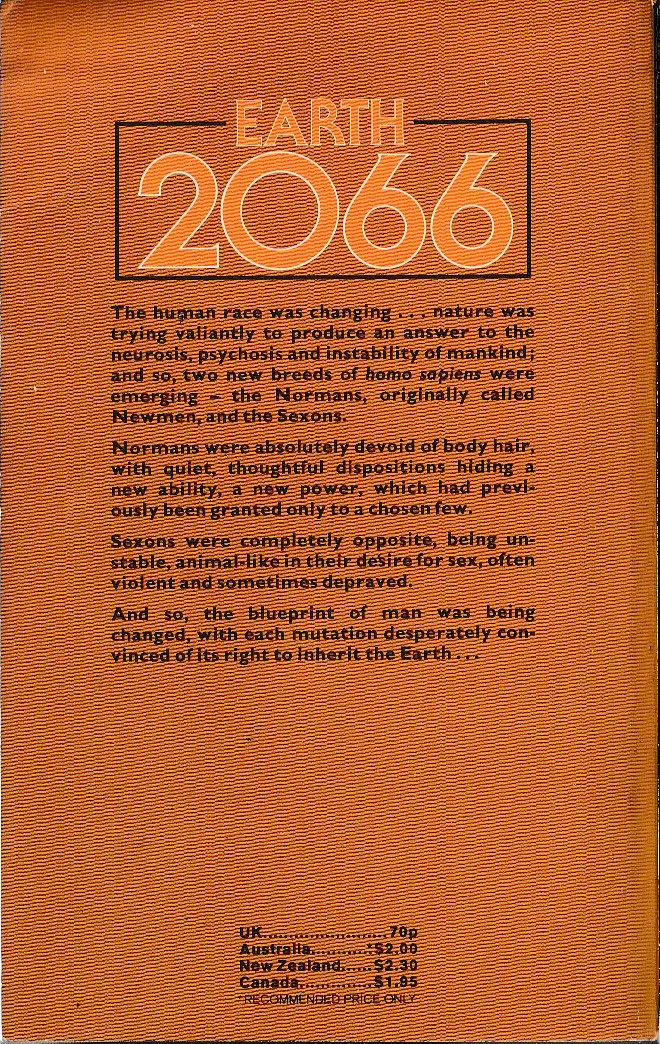 EARTH
2066
The human race was changing . . . nature was
trying valiantly to produce an answer to the
neurosis, psychosis and instability of mankind;
and so, two new breeds of homo sapiens were
emerging – the Normans, originally called
Newmen, and the Sexons.
Normans were absolutely devoid of body hair,
with quiet, thoughtful dispositions hiding a
new ability, a new power, which had previ-
ously been granted only to a chosen few.
Sexons were completely opposite, being un-
stable, animal-like in their desire for sex, often
violent and sometimes depraved.
And so, the blueprint of man was being
changed, with each mutation desperately con-
vinced of its right to inherit the Earth . . .
UK........................70p
Australia...........*$2.00
New Zealand......$2.30
Canada..............$1.95
*RECOMMENDED PRICE ONLY